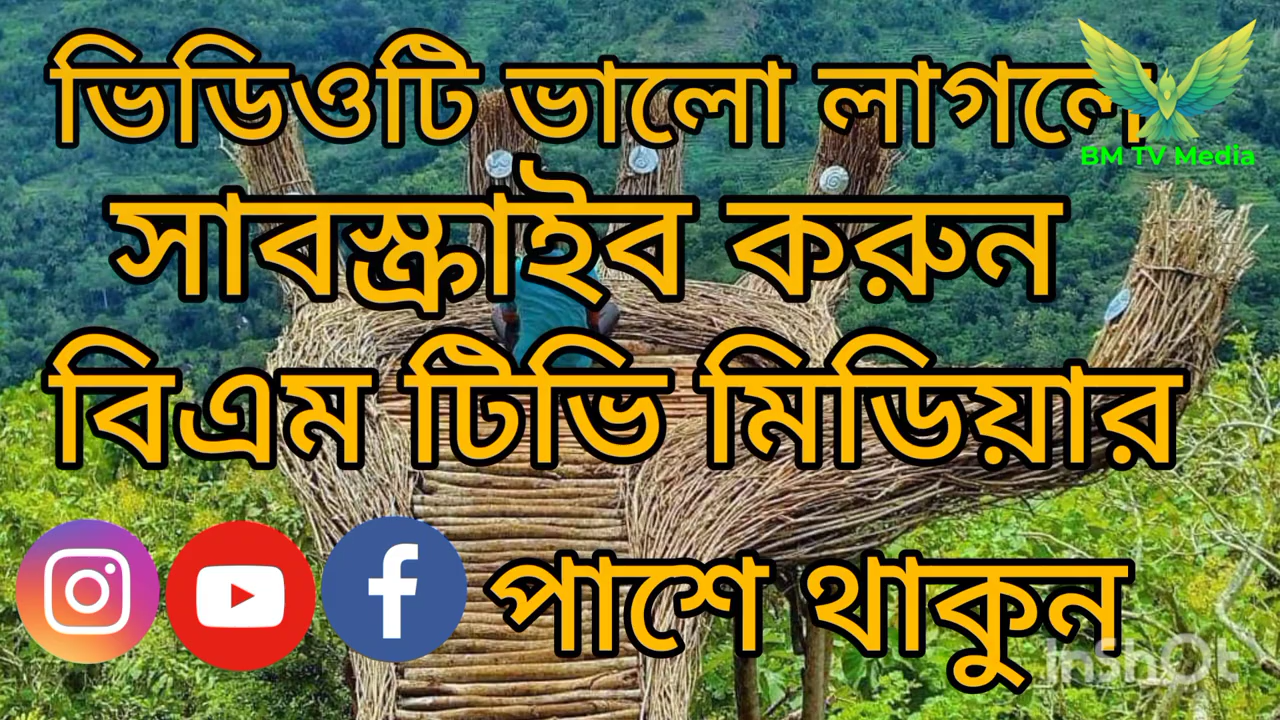 ভিডিওটি ভালো লাগলে
BM TV Media
সাবস্ক্রাইব করুন
বিএম টিভি মিডিয়ার
পাশে থাকুন
InShOt